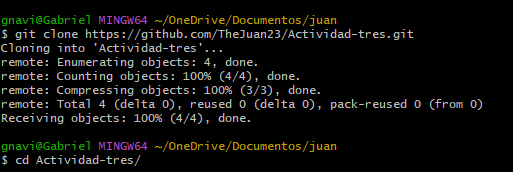 gnavi@Gabriel MINGW64 ~/OneDrive/Documentos/juan
$ git clone https://github.com/TheJuan23/Actividad-tres.git
Cloning into 'Actividad-tres'...
remote: Enumerating objects: 4, done.
remote: Counting objects: 100% (4/4), done.
remote: Compressing objects: 100% (3/3), done.
remote: Total 4 (delta 0), reused 0 (delta 0), pack-reused 0 (from 0)
Receiving objects: 100% (4/4), done.
gnavi@Gabriel MINGW64 ~/OneDrive/Documentos/juan
$ cd Actividad-tres/